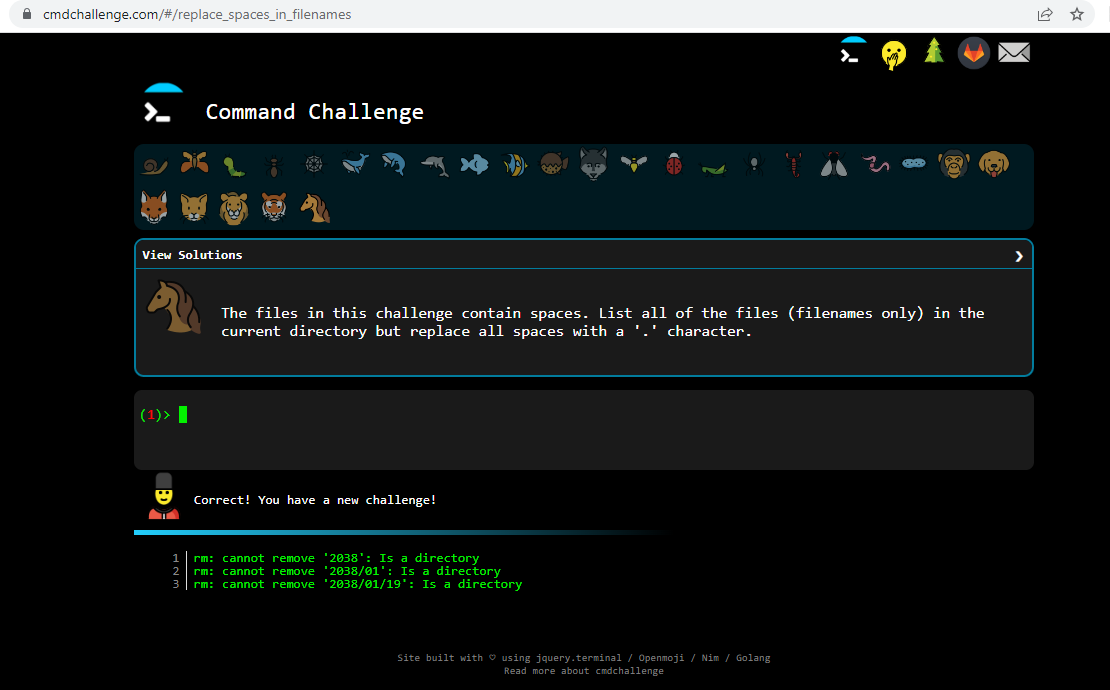 cmdchallenge.com/#/replace_spaces_in_filenames
Command Challenge
View Solutions
The files in this challenge contain spaces. List all of the files (filenames only) in the
current directory but replace all spaces with a '.' character.
(1)>
Correct! You have a new challenge!
1 rm: cannot remove '2038': Is a directory
2 rm: cannot remove '2038/01': Is a directory
3 rm: cannot remove '2038/01/19': Is a directory
Site built with ♡ using jquery.terminal / Openmoji / Nim / Golang
Read more about cmdchallenge